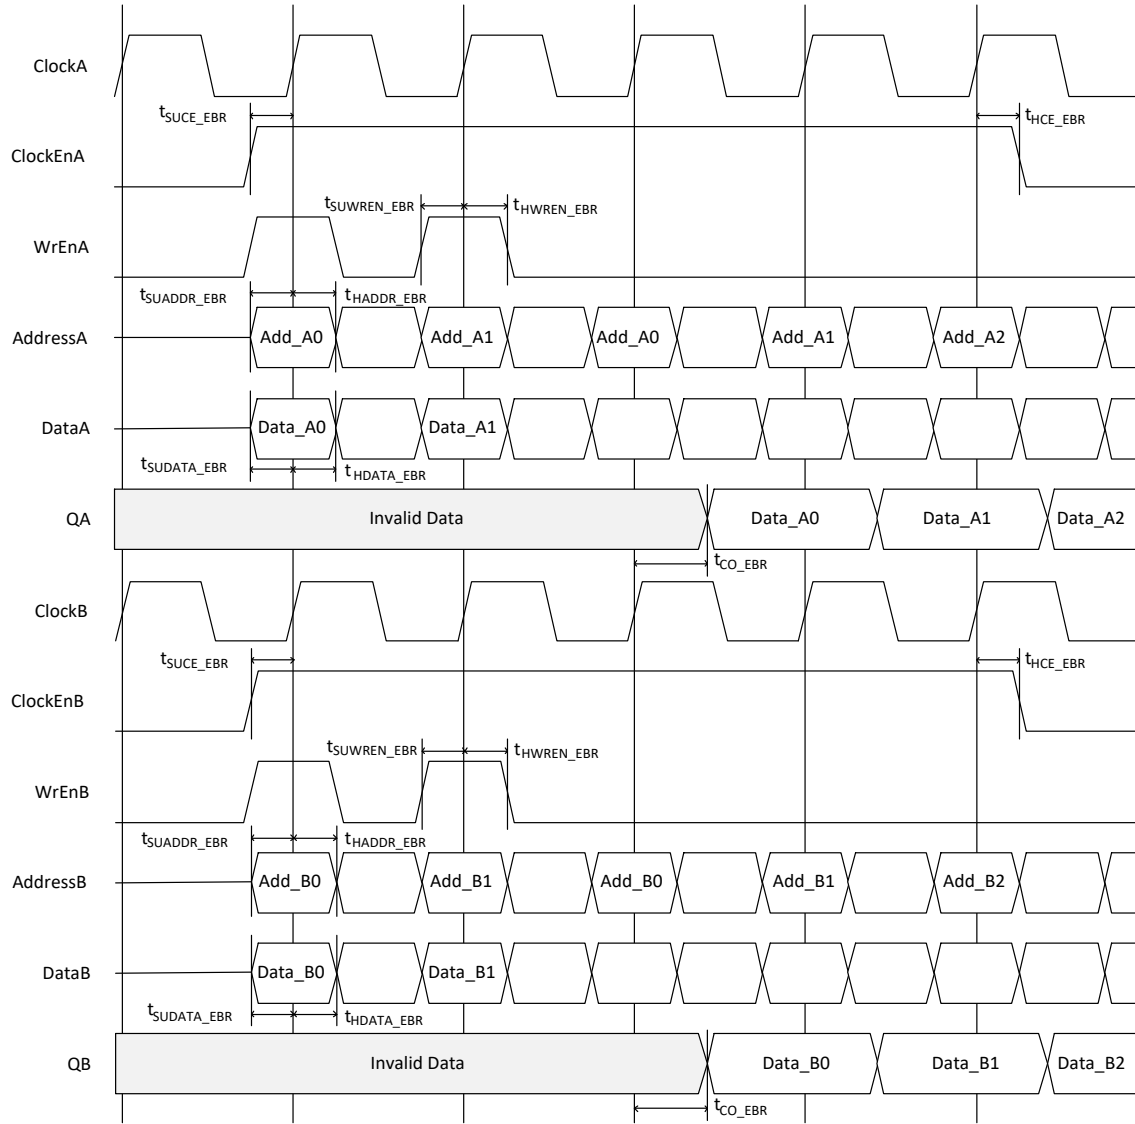 ClockA
tSUCE_EBR
tHCE_EBR
ClockEnA
tSUWREN_EBR tHWREN_EBR
WrEnA
tSUADDR_EBR tHADDR_EBR
AddressA Add_A0 Add_A1 Add_A0 Add_A1 Add_A2
DataA Data_A0 Data_A1
tSUDATA_EBR tHDATA_EBR
QA Invalid Data Data_A0 Data_A1 Data_A2
tCO_EBR
ClockB
tSUCE_EBR tHCE_EBR
ClockEnB
tSUWREN_EBR tHWREN_EBR
WrEnB
tSUADDR_EBR tHADDR_EBR
AddressB Add_B0 Add_B1 Add_B0 Add_B1 Add_B2
DataB Data_B0 Data_B1
tSUDATA_EBR tHDATA_EBR
QB Invalid Data Data_B0 Data_B1 Data_B2
tCO_EBR